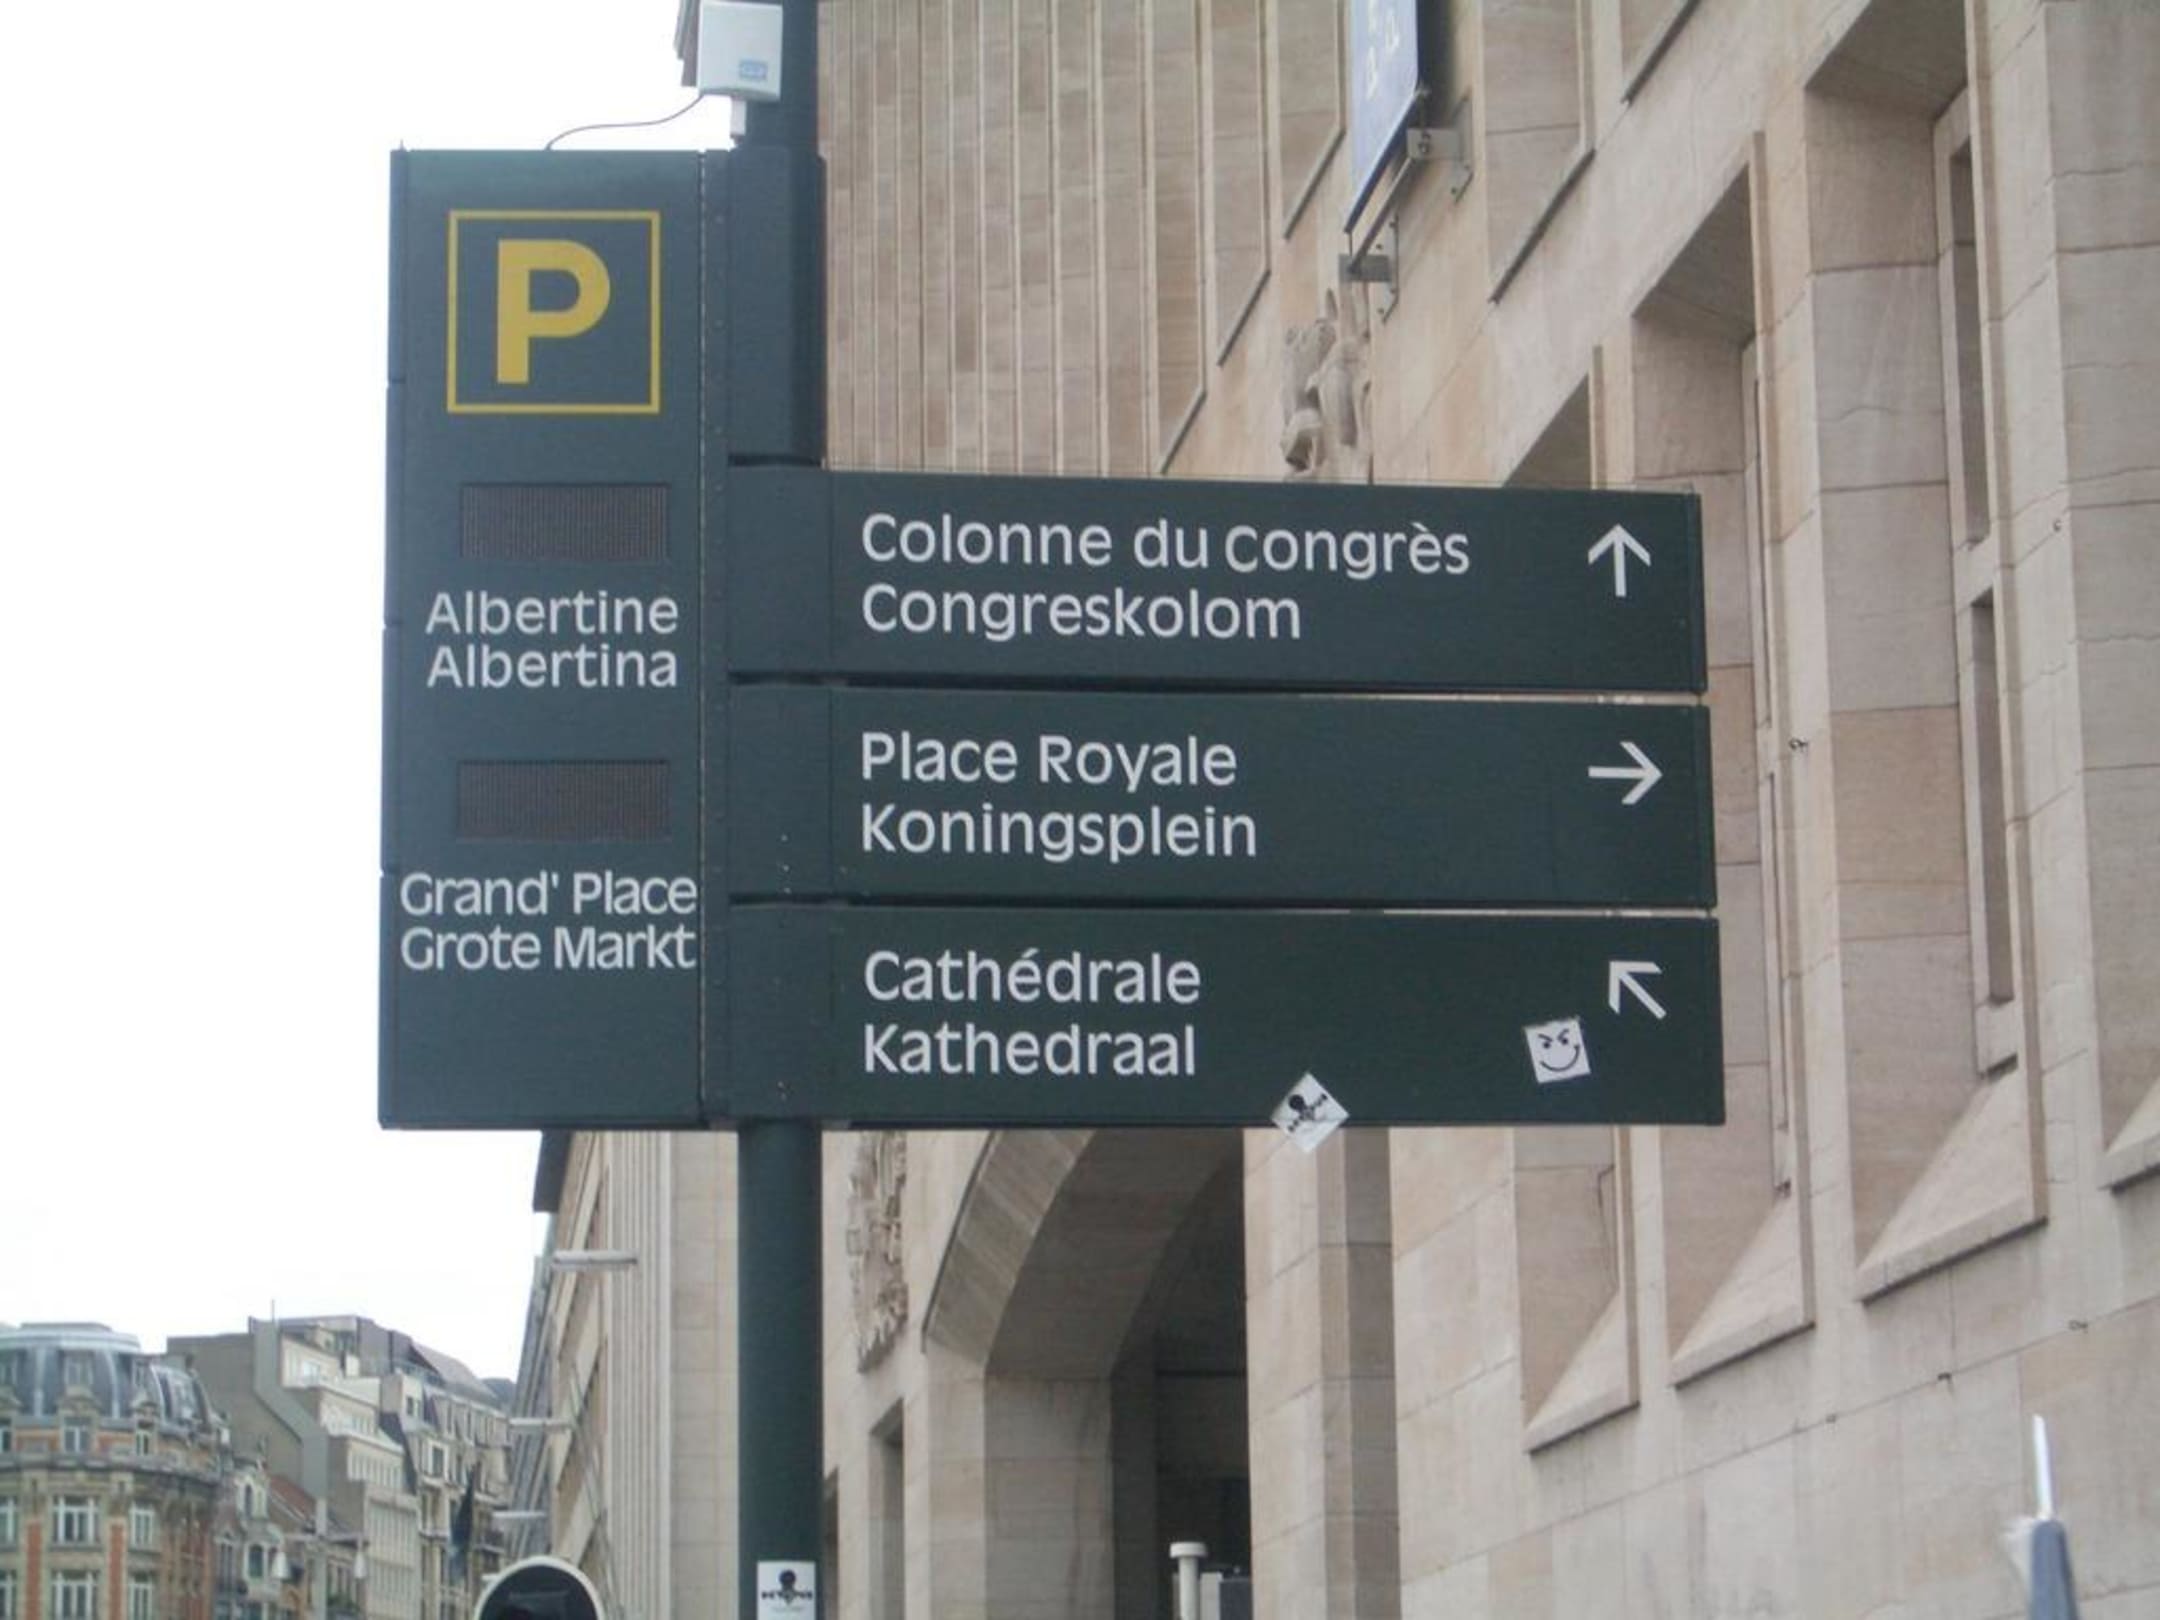 P
Albertine
Albertina
Grand' Place
Grote Markt
Colonne du Congrès
Congreskolom
Place Royale
Koningsplein
Cathédrale
Kathedraal